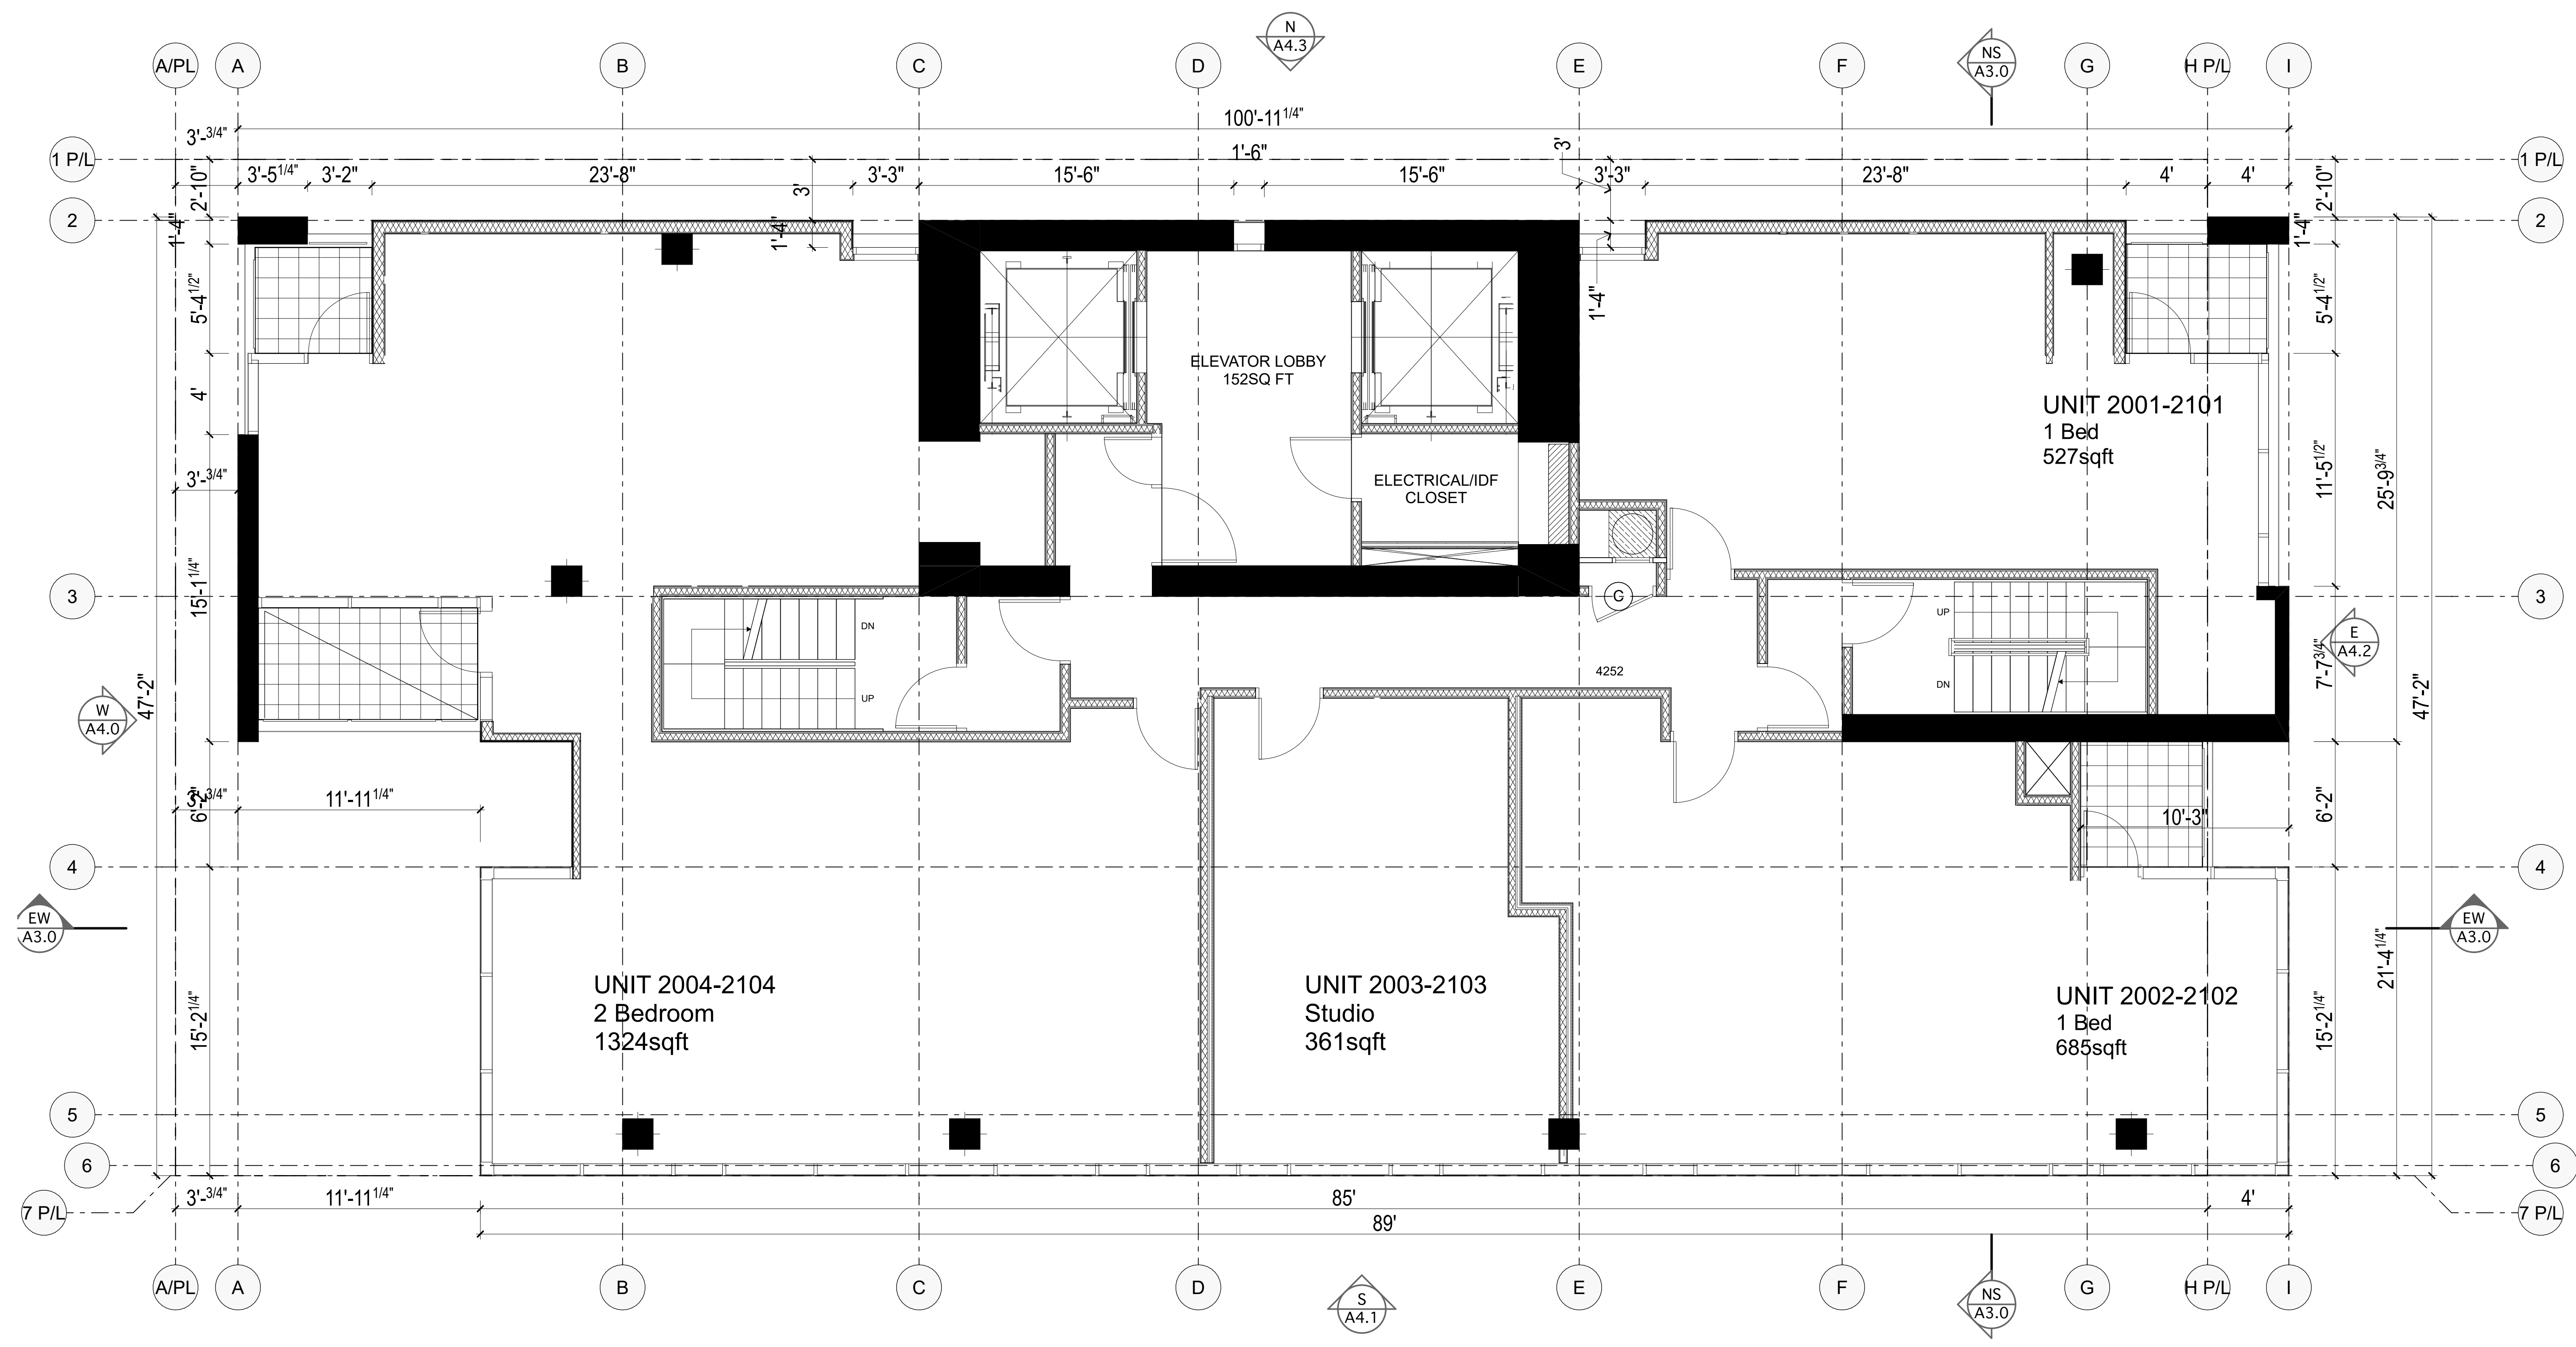 N
A4.3
NS
A3.0
A/PL
A
B
C
D
E
F
G
H P/L
I
100'-11 1/4"
3'-3/4"
1 P/L
1'-6"
3'
1 P/L
3'-5 1/4"
3'-2"
23'-8"
3'-3"
15'-6"
15'-6"
3'-3"
23'-8"
4'
4'
2'-10"
3'
2'-10"
2
2
1'-4"
1'-4"
1'-4"
1'-4"
5'-4 1/2"
5'-4 1/2"
ELEVATOR LOBBY
152SQ FT
4'
UNIT 2001-2101
1 Bed
527sqft
3'-3/4"
ELECTRICAL/IDF
CLOSET
11'-5 1/2"
25'-9 3/4"
15'-1 1/4"
3
C
3
DN
UP
UP
DN
E
A4.2
4252
7'-7 3/4"
47'-2"
47'-2"
W
A4.0
3'-3/4"
11'-11 1/4"
6'-2"
6'-2"
10'-3"
4
4
EW
A3.0
EW
A3.0
21'-4 1/4"
UNIT 2004-2104
2 Bedroom
1324sqft
UNIT 2003-2103
Studio
361sqft
UNIT 2002-2102
1 Bed
685sqft
15'-2 1/4"
15'-2 1/4"
5
5
6
6
3'-3/4"
11'-11 1/4"
85'
4'
7 P/L
7 P/L
89'
A/PL
A
B
C
D
E
F
G
H P/L
I
S
A4.1
NS
A3.0